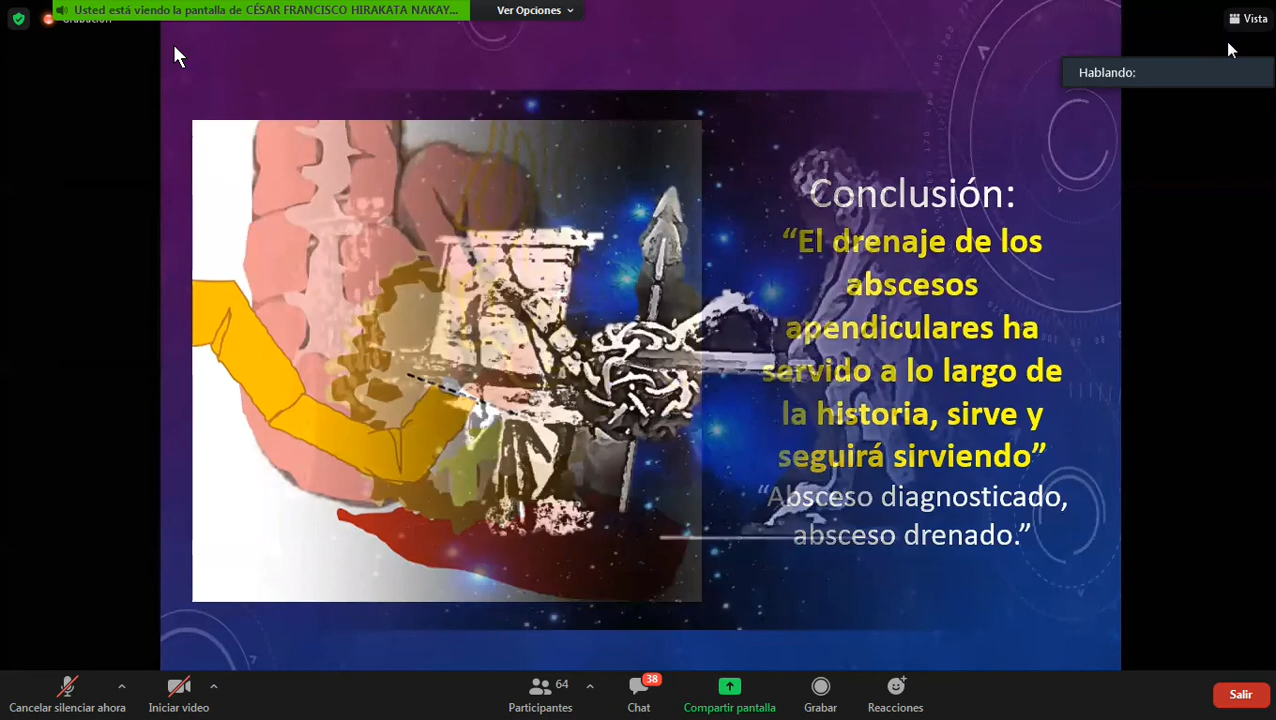 Usted está viendo la pantalla de CÉSAR FRANCISCO HIRAKATA NAKAY...
Ver Opciones
Grabación
Vista
Hablando:
Conclusión:
“El drenaje de los
abscesos
apendiculares ha
servido a lo largo de
la historia, sirve y
seguirá sirviendo”
“Absceso diagnosticado,
absceso drenado.”
64
38
Cancelar silenciar ahora
Iniciar video
Participantes
Chat
Compartir pantalla
Grabar
Reacciones
Salir